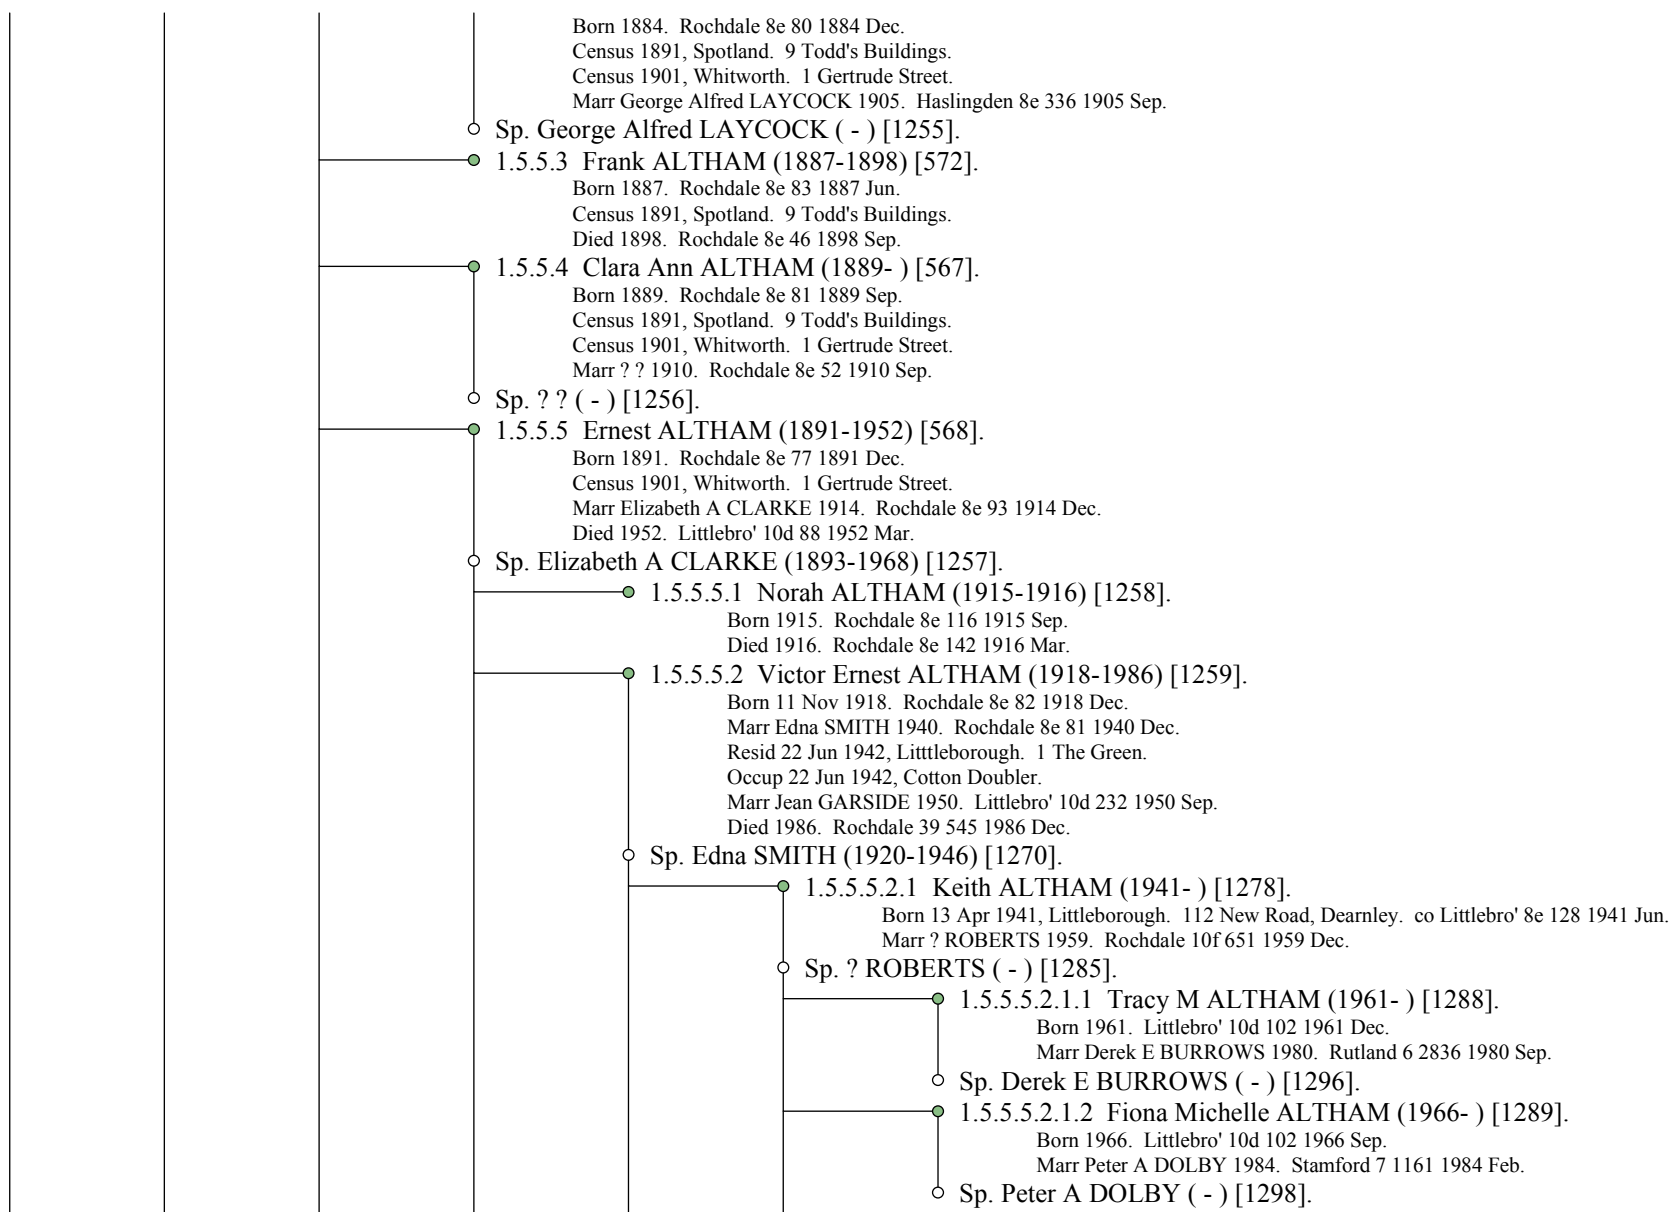 Born 1884.  Rochdale 8e 80 1884 Dec.
Census 1891, Spotland.  9 Todd's Buildings.
Census 1901, Whitworth.  1 Gertrude Street.
Marr George Alfred LAYCOCK 1905.  Haslingden 8e 336 1905 Sep.
Sp. George Alfred LAYCOCK ( - ) [1255].
1.5.5.3  Frank ALTHAM (1887-1898) [572].
Born 1887.  Rochdale 8e 83 1887 Jun.
Census 1891, Spotland.  9 Todd's Buildings.
Died 1898.  Rochdale 8e 46 1898 Sep.
1.5.5.4  Clara Ann ALTHAM (1889- ) [567].
Born 1889.  Rochdale 8e 81 1889 Sep.
Census 1891, Spotland.  9 Todd's Buildings.
Census 1901, Whitworth.  1 Gertrude Street.
Marr ? ? 1910.  Rochdale 8e 52 1910 Sep.
Sp. ? ? ( - ) [1256].
1.5.5.5  Ernest ALTHAM (1891-1952) [568].
Born 1891.  Rochdale 8e 77 1891 Dec.
Census 1901, Whitworth.  1 Gertrude Street.
Marr Elizabeth A CLARKE 1914.  Rochdale 8e 93 1914 Dec.
Died 1952.  Littlebro' 10d 88 1952 Mar.
Sp. Elizabeth A CLARKE (1893-1968) [1257].
1.5.5.5.1  Norah ALTHAM (1915-1916) [1258].
Born 1915.  Rochdale 8e 116 1915 Sep.
Died 1916.  Rochdale 8e 142 1916 Mar.
1.5.5.5.2  Victor Ernest ALTHAM (1918-1986) [1259].
Born 11 Nov 1918.  Rochdale 8e 82 1918 Dec.
Marr Edna SMITH 1940.  Rochdale 8e 81 1940 Dec.
Resid 22 Jun 1942, Litttleborough.  1 The Green.
Occup 22 Jun 1942, Cotton Doubler.
Marr Jean GARSIDE 1950.  Littlebro' 10d 232 1950 Sep.
Died 1986.  Rochdale 39 545 1986 Dec.
Sp. Edna SMITH (1920-1946) [1270].
1.5.5.5.2.1  Keith ALTHAM (1941- ) [1278].
Born 13 Apr 1941, Littleborough.  112 New Road, Dearnley.  co Littlebro' 8e 128 1941 Jun.
Marr ? ROBERTS 1959.  Rochdale 10f 651 1959 Dec.
Sp. ? ROBERTS ( - ) [1285].
1.5.5.5.2.1.1  Tracy M ALTHAM (1961- ) [1288].
Born 1961.  Littlebro' 10d 102 1961 Dec.
Marr Derek E BURROWS 1980.  Rutland 6 2836 1980 Sep.
Sp. Derek E BURROWS ( - ) [1296].
1.5.5.5.2.1.2  Fiona Michelle ALTHAM (1966- ) [1289].
Born 1966.  Littlebro' 10d 102 1966 Sep.
Marr Peter A DOLBY 1984.  Stamford 7 1161 1984 Feb.
Sp. Peter A DOLBY ( - ) [1298].